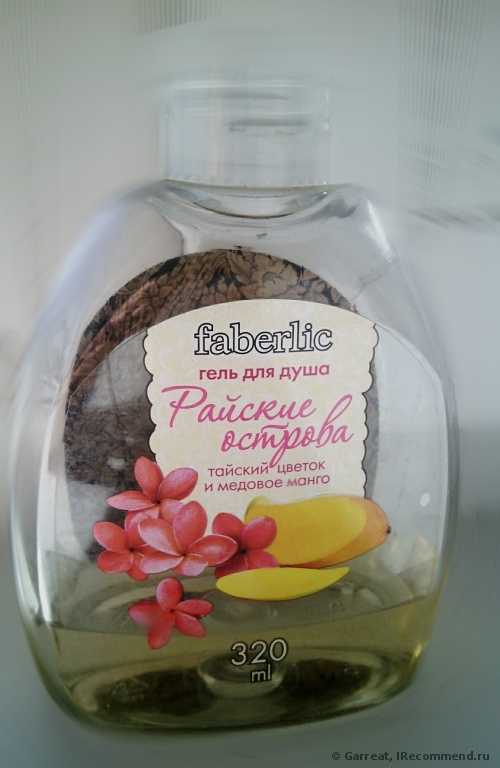 faberlic
гель для душа
Райские
острова
тайский цветок
и медовое манго
320
ml
© Garreat, IRecommend.ru